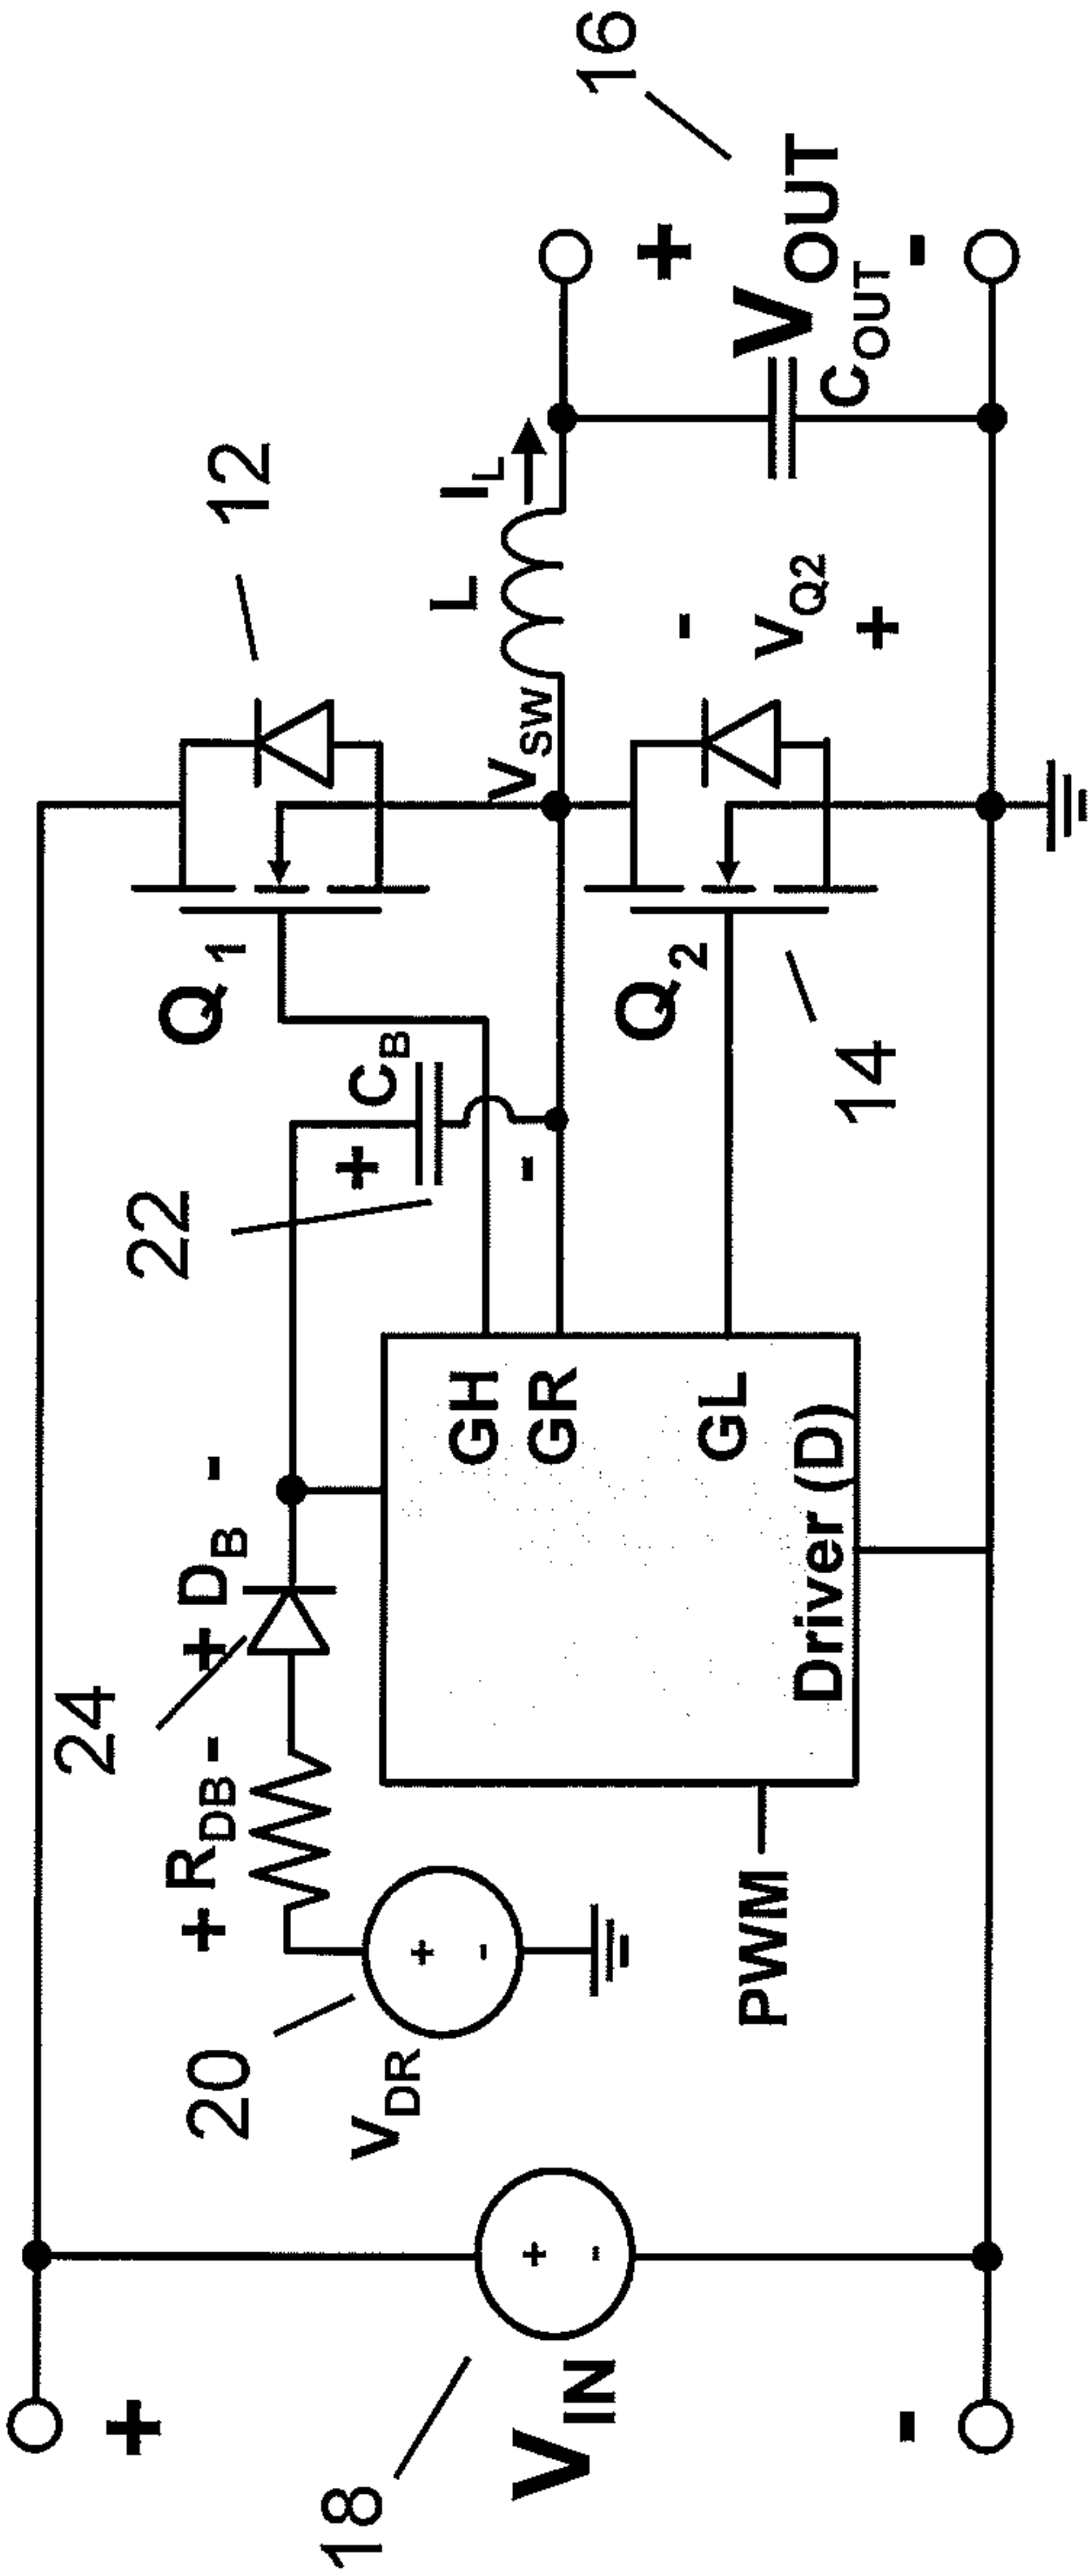 12
16
22
24
20
18
14
Q1
Q2
CB
+
-
VSW
L
IL
+
VOUT
-
COUT
-
VQ2
+
+ RDB -
+ DB -
VDR
+
-
VIN
+
-
+
-
GH
GR
GL
Driver (D)
PWM